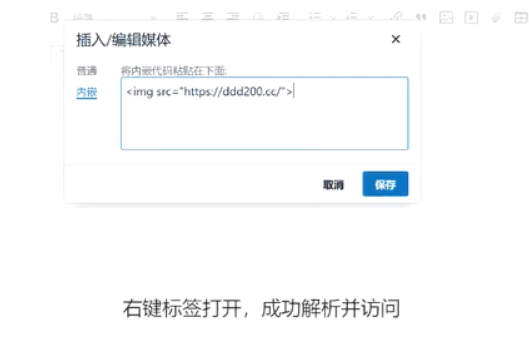 B
插入/编辑媒体
普通
将内嵌代码粘贴在下面:
内嵌
<img src="https://ddd200.cc/">
取消
保存
右键标签打开，成功解析并访问